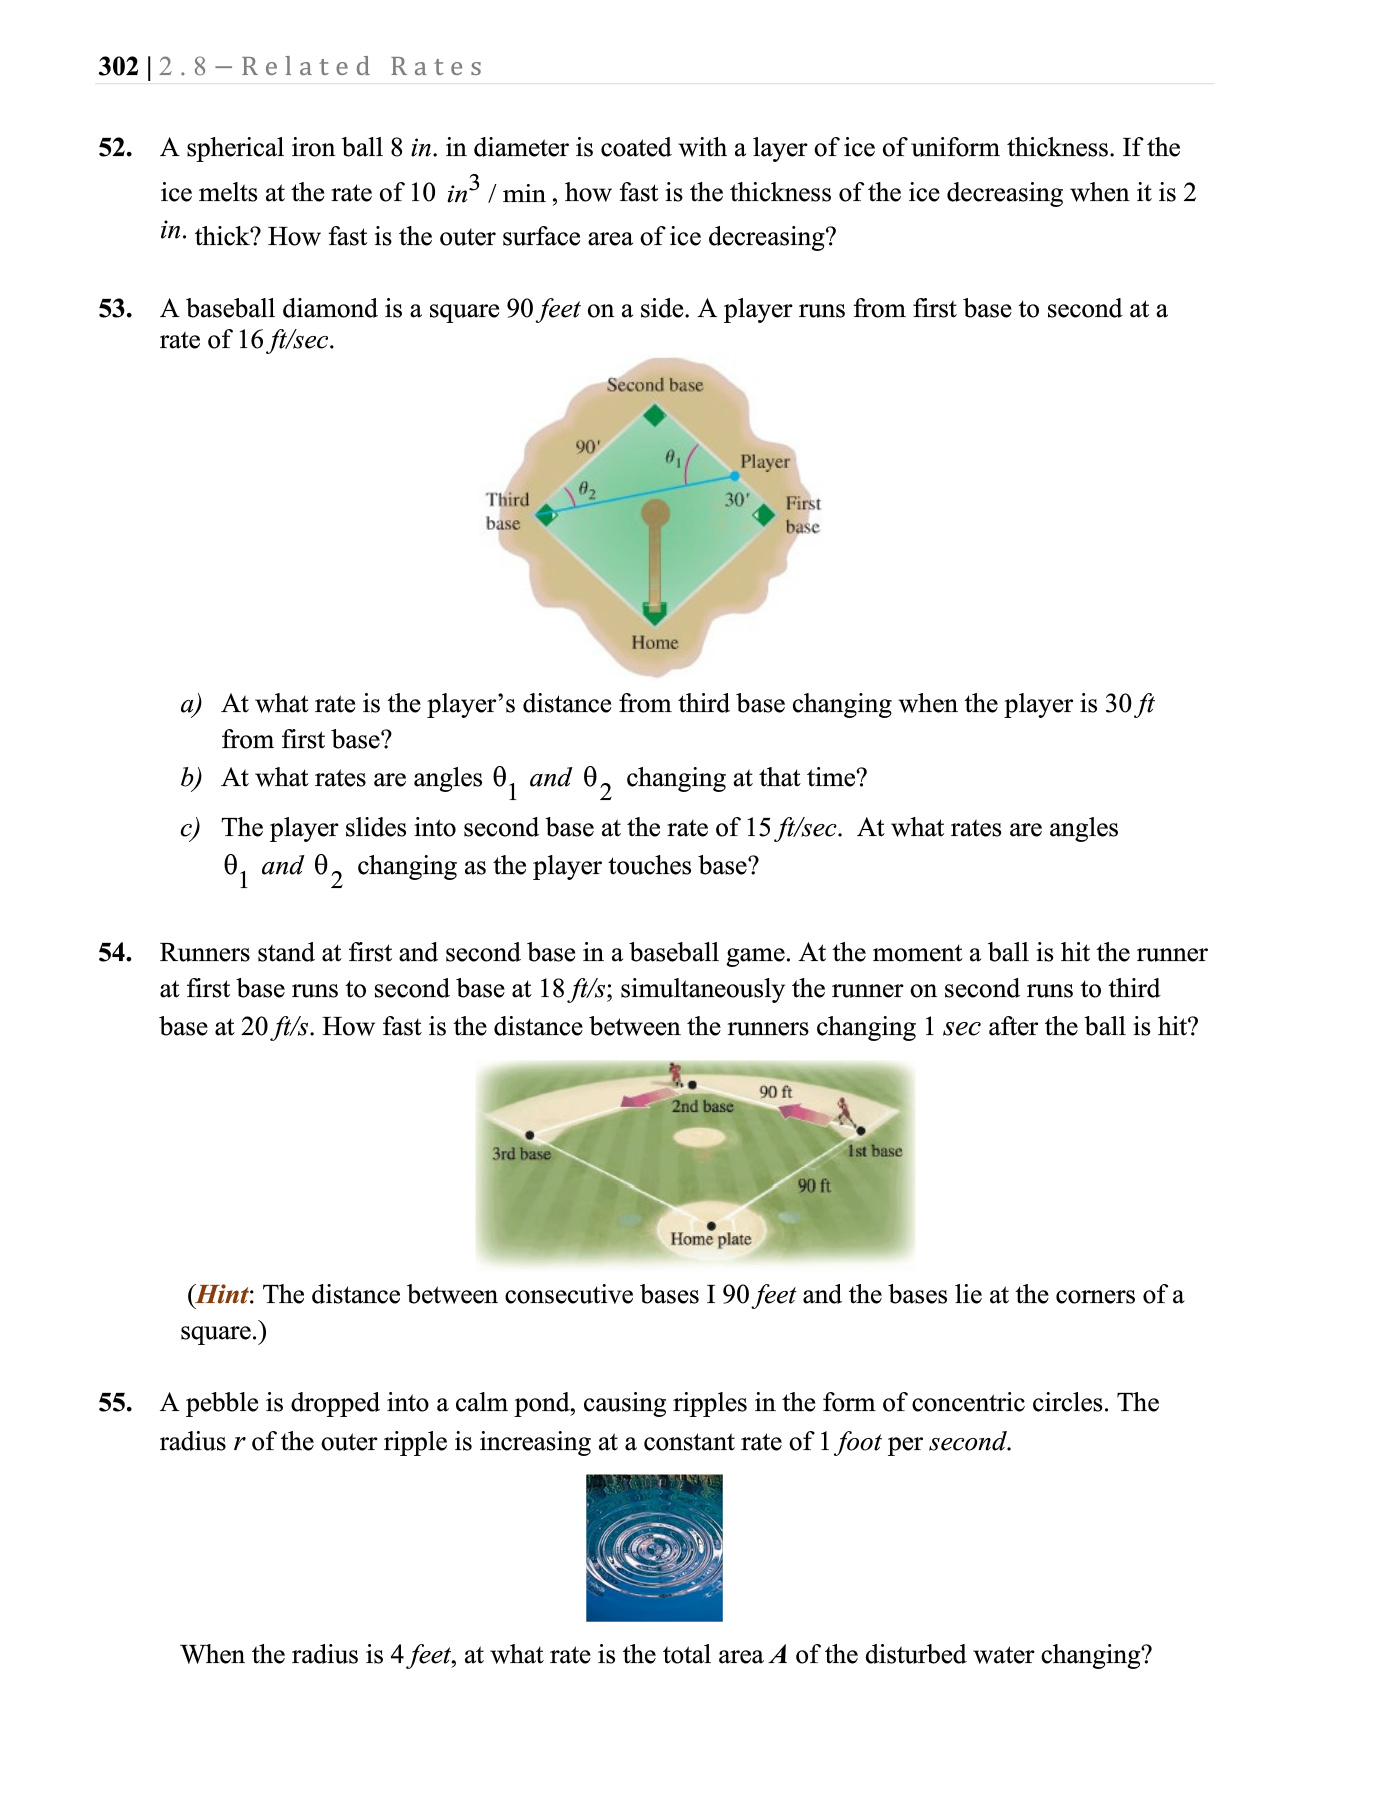 302 | 2.8 – Related Rates
52. A spherical iron ball 8 in. in diameter is coated with a layer of ice of uniform thickness. If the
ice melts at the rate of 10 in³ / min , how fast is the thickness of the ice decreasing when it is 2
in. thick? How fast is the outer surface area of ice decreasing?
53. A baseball diamond is a square 90 feet on a side. A player runs from first base to second at a
rate of 16 ft/sec.
Second base
90'
θ₁
Player
θ₂
Third
base
30'
First
base
Home
a) At what rate is the player’s distance from third base changing when the player is 30 ft
from first base?
b) At what rates are angles θ₁ and θ₂ changing at that time?
c) The player slides into second base at the rate of 15 ft/sec. At what rates are angles
θ₁ and θ₂ changing as the player touches base?
54. Runners stand at first and second base in a baseball game. At the moment a ball is hit the runner
at first base runs to second base at 18 ft/s; simultaneously the runner on second runs to third
base at 20 ft/s. How fast is the distance between the runners changing 1 sec after the ball is hit?
90 ft
2nd base
3rd base
1st base
90 ft
Home plate
(Hint: The distance between consecutive bases I 90 feet and the bases lie at the corners of a
square.)
55. A pebble is dropped into a calm pond, causing ripples in the form of concentric circles. The
radius r of the outer ripple is increasing at a constant rate of 1 foot per second.
When the radius is 4 feet, at what rate is the total area A of the disturbed water changing?